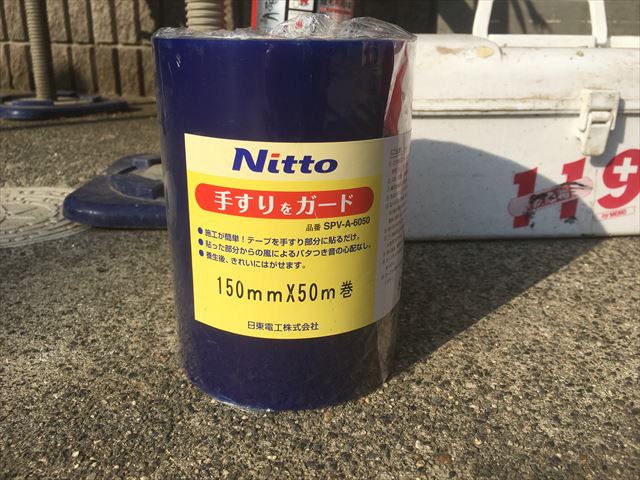 Nitto
手すりをガード
品番 SPV-A-6050
● 施工が簡単！テープを手すり部分に貼るだけ。
● 貼った部分からの風によるバタつき音の心配なし。
● 養生後、きれいにはがせます。
150mmX50m巻
日東電工株式会社
119